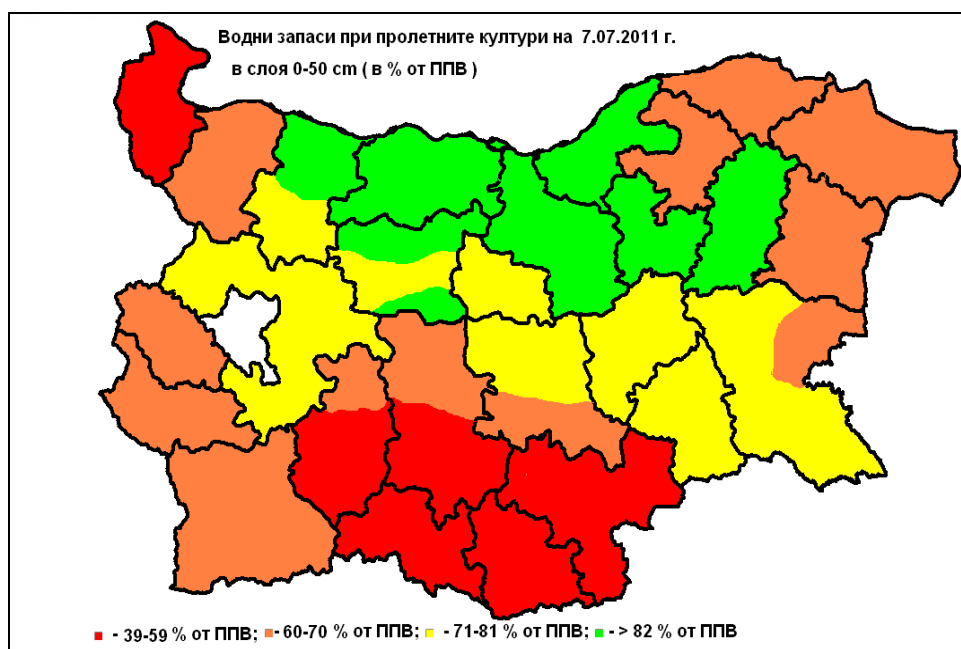 Водни запаси при пролетните култури на 7.07.2011 г.
в слоя 0-50 cm ( в % от ППВ )
- 39-59 % от ППВ; - 60-70 % от ППВ; - 71-81 % от ППВ; - > 82 % от ППВ